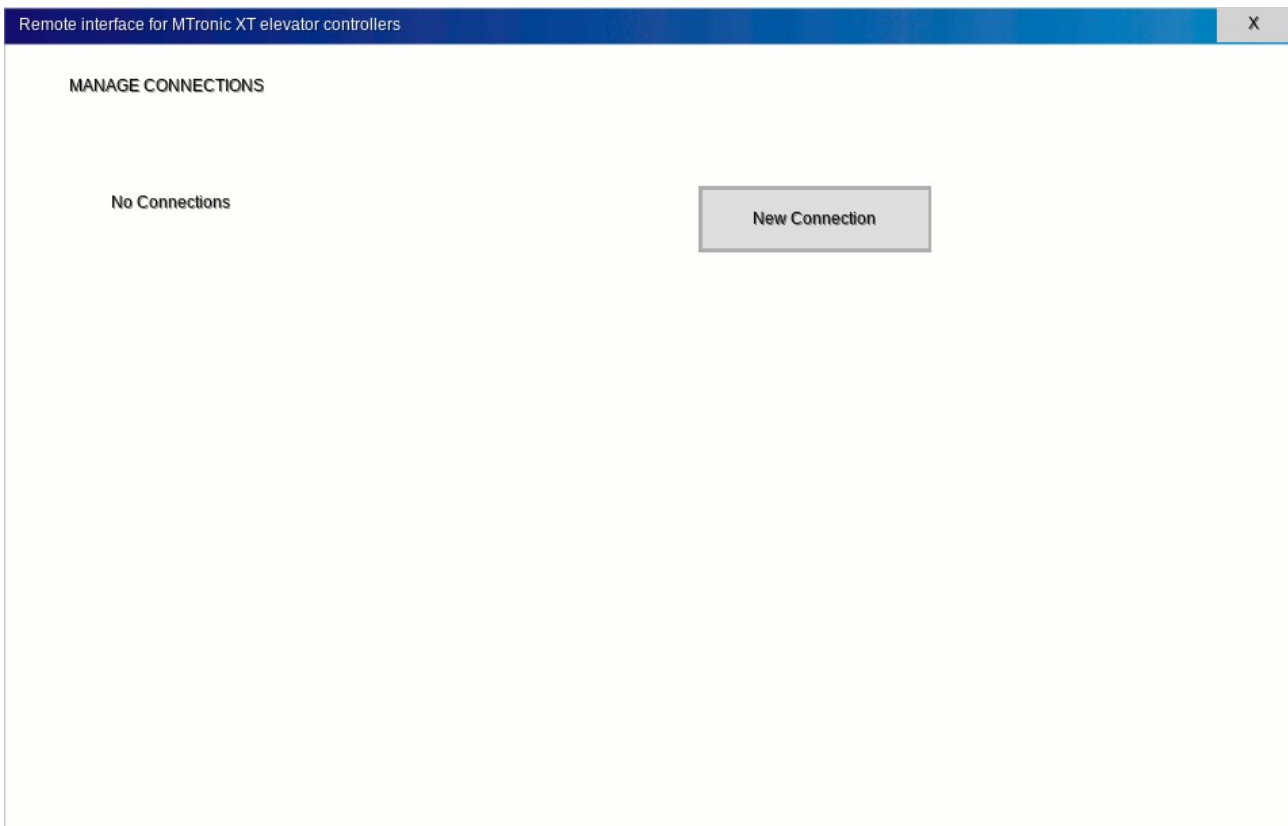 Remote interface for MTronic XT elevator controllers
X
MANAGE CONNECTIONS
No Connections
New Connection